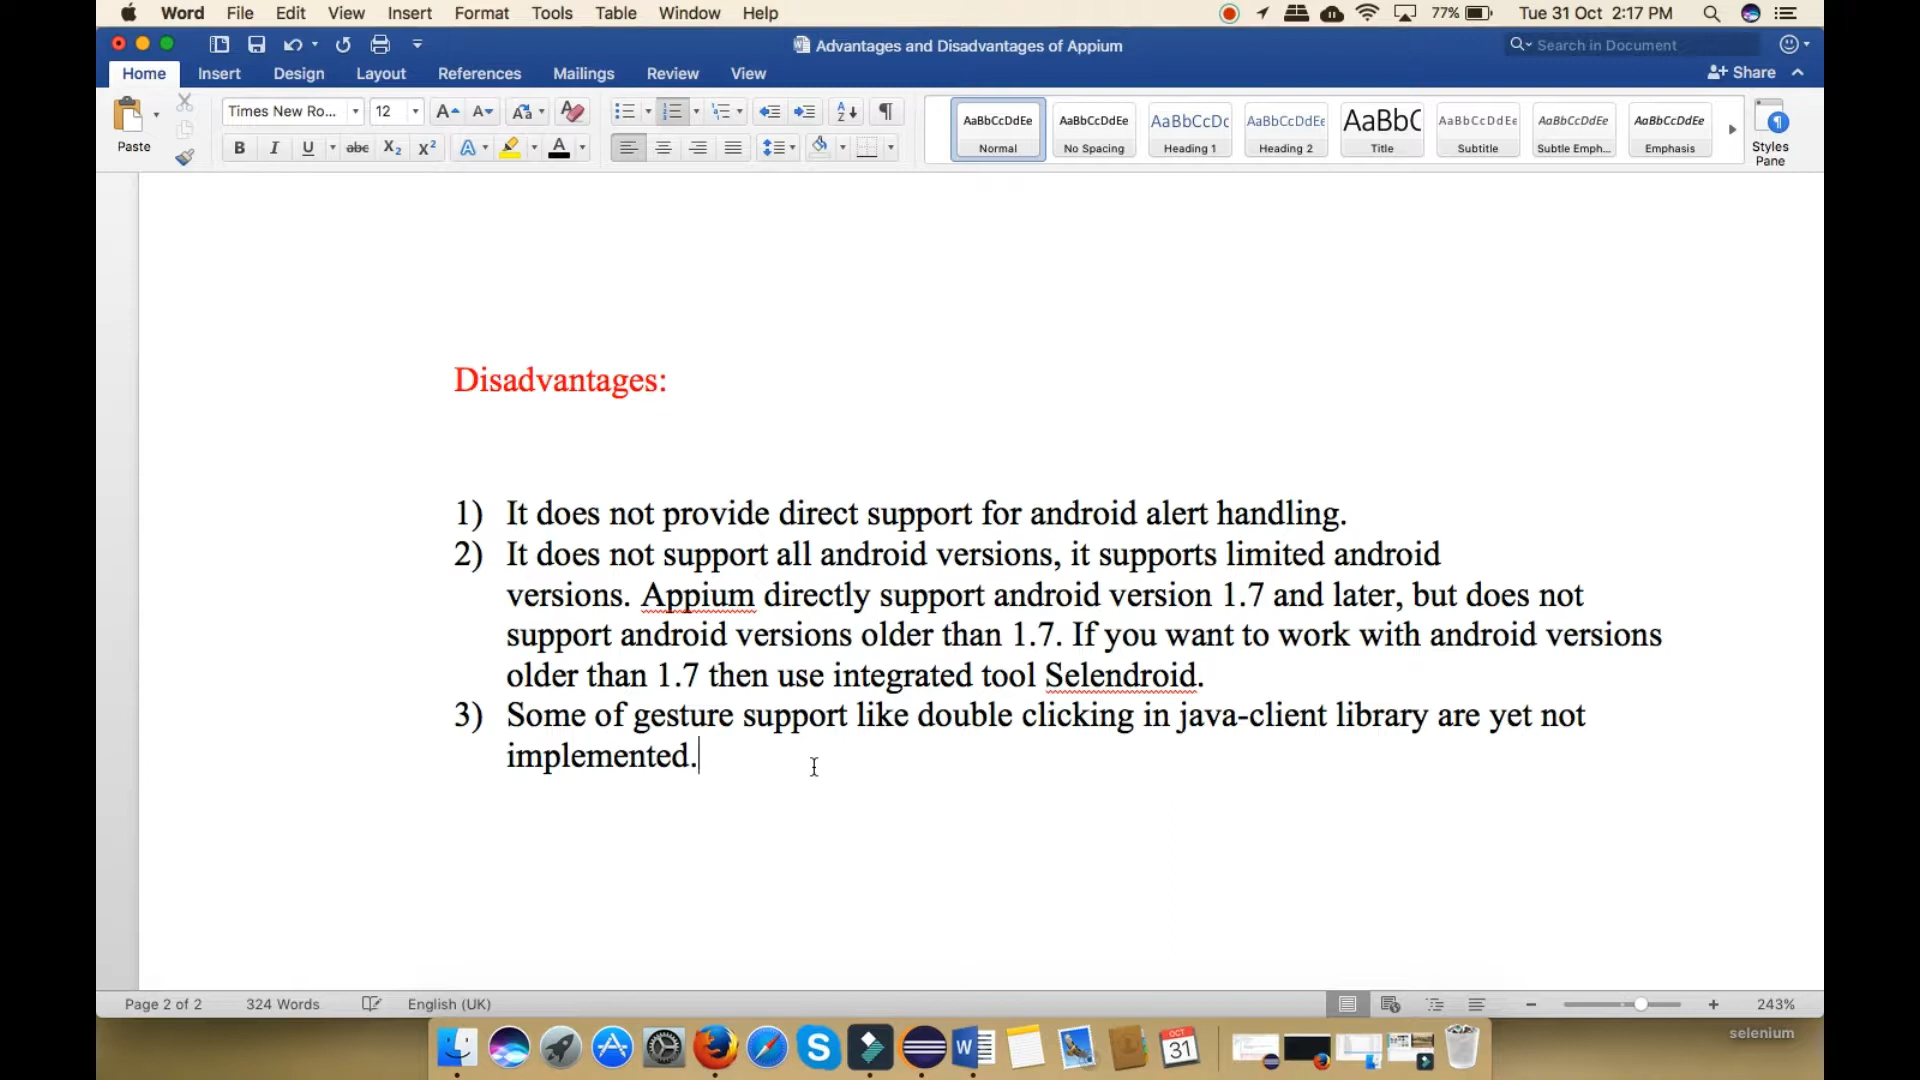 Word File Edit View Insert Format Tools Table Window Help 77% Tue 31 Oct 2:17 PM
Advantages and Disadvantages of Appium Search in Document
Home Insert Design Layout References Mailings Review View Share
Times New Ro... 12
AaBbCcDdEe AaBbCcDdEe AaBbCcDc AaBbCcDdEe AaBbC AaBbCcDdEe AaBbCcDdEe AaBbCcDdEe
Paste Normal No Spacing Heading 1 Heading 2 Title Subtitle Subtle Emph... Emphasis Styles
Pane
Disadvantages:
1) It does not provide direct support for android alert handling.
2) It does not support all android versions, it supports limited android
versions. Appium directly support android version 1.7 and later, but does not
support android versions older than 1.7. If you want to work with android versions
older than 1.7 then use integrated tool Selendroid.
3) Some of gesture support like double clicking in java-client library are yet not
implemented.
Page 2 of 2 324 Words English (UK) 243%
OCT
31
selenium